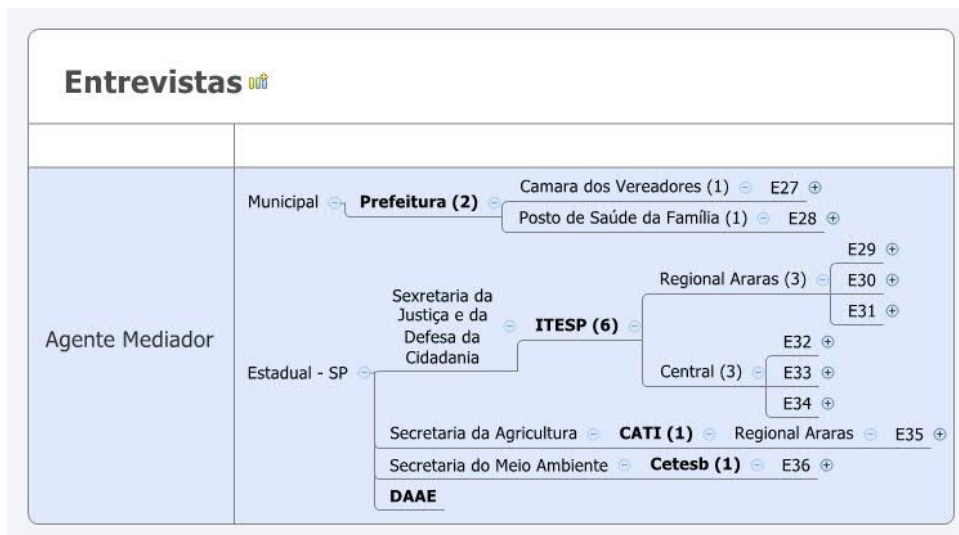 Entrevistas
Agente Mediador
Municipal
Prefeitura (2)
Camara dos Vereadores (1)
E27
Posto de Saúde da Família (1)
E28
Estadual - SP
Sexretaria da
Justiça e da
Defesa da
Cidadania
ITESP (6)
Regional Araras (3)
E29
E30
E31
Central (3)
E32
E33
E34
Secretaria da Agricultura
CATI (1)
Regional Araras
E35
Secretaria do Meio Ambiente
Cetesb (1)
E36
DAAE